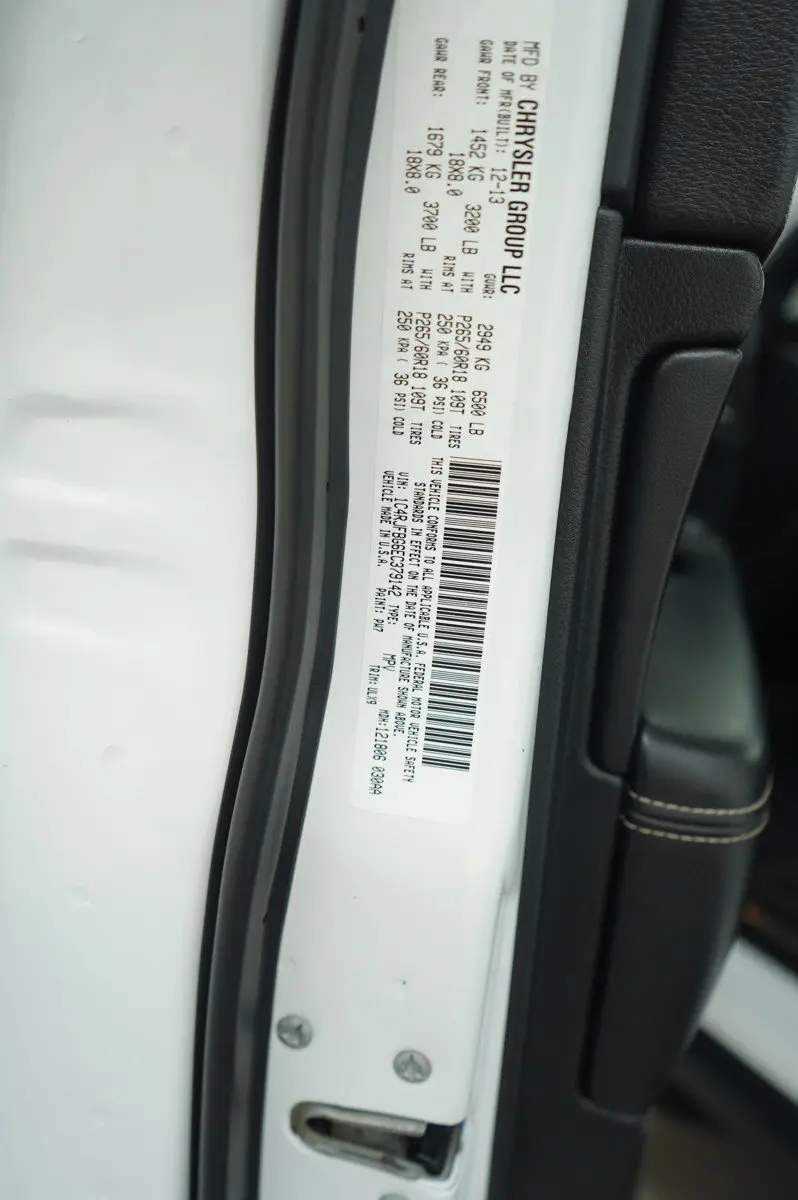 MFD BY CHRYSLER GROUP LLC
DATE OF MFR(BUILT): 12-13 GVWR: 2949 KG 6500 LB
GAWR FRONT: 1452 KG 3200 LB WITH P265/60R18 109T TIRES
18X8.0 RIMS AT 250 KPA ( 36 PSI) COLD
GAWR REAR: 1679 KG 3700 LB WITH P265/60R18 109T TIRES
18X8.0 RIMS AT 250 KPA ( 36 PSI) COLD
THIS VEHICLE CONFORMS TO ALL APPLICABLE U.S.A. FEDERAL MOTOR VEHICLE SAFETY
STANDARDS IN EFFECT ON THE DATE OF MANUFACTURE SHOWN ABOVE.
VIN: 1C4RJFBG6EC379142 TYPE: MPV MDH:121806 030AA
VEHICLE MADE IN U.S.A. PAINT: PW7 TRIM:ULX9